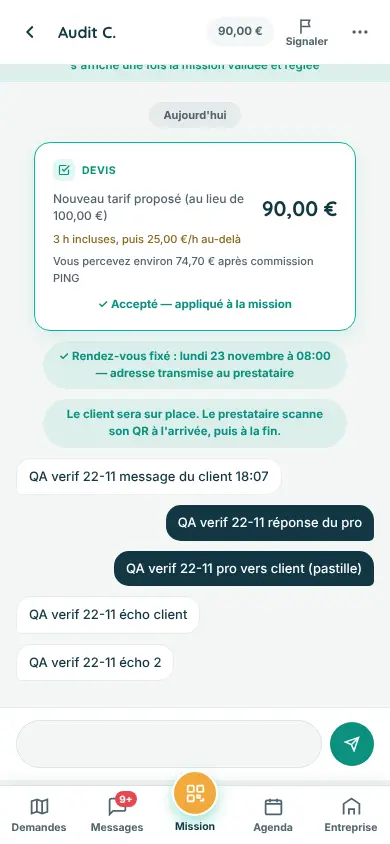 Audit C.
90,00 €
Signaler
s'affiche une fois la mission validée et réglée
Aujourd'hui
DEVIS
Nouveau tarif proposé (au lieu de
100,00 €)
90,00 €
3 h incluses, puis 25,00 €/h au-delà
Vous percevez environ 74,70 € après commission
PING
✓ Accepté — appliqué à la mission
✓ Rendez-vous fixé : lundi 23 novembre à 08:00
— adresse transmise au prestataire
Le client sera sur place. Le prestataire scanne
son QR à l'arrivée, puis à la fin.
QA verif 22-11 message du client 18:07
QA verif 22-11 réponse du pro
QA verif 22-11 pro vers client (pastille)
QA verif 22-11 écho client
QA verif 22-11 écho 2
9+
Demandes
Messages
Mission
Agenda
Entreprise